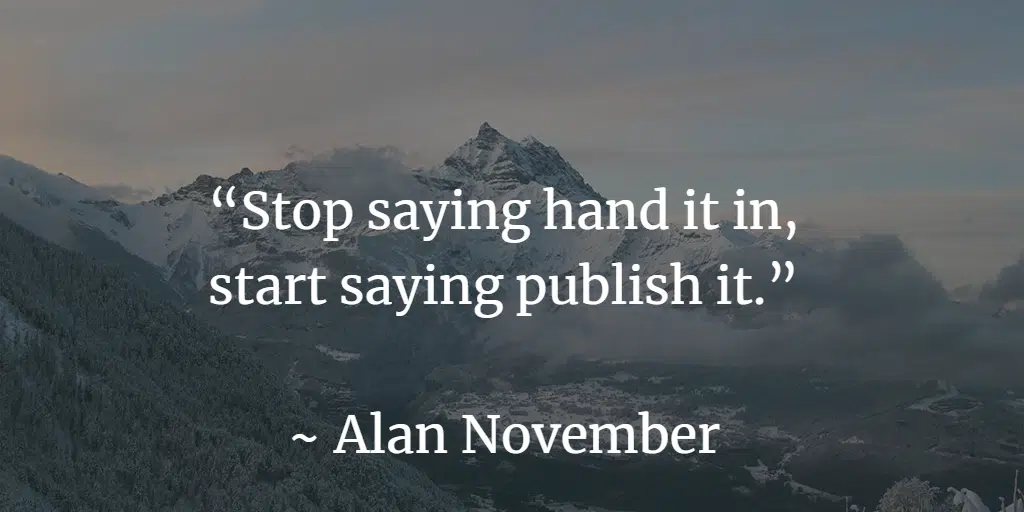 “Stop saying hand it in,
start saying publish it.”
~ Alan November